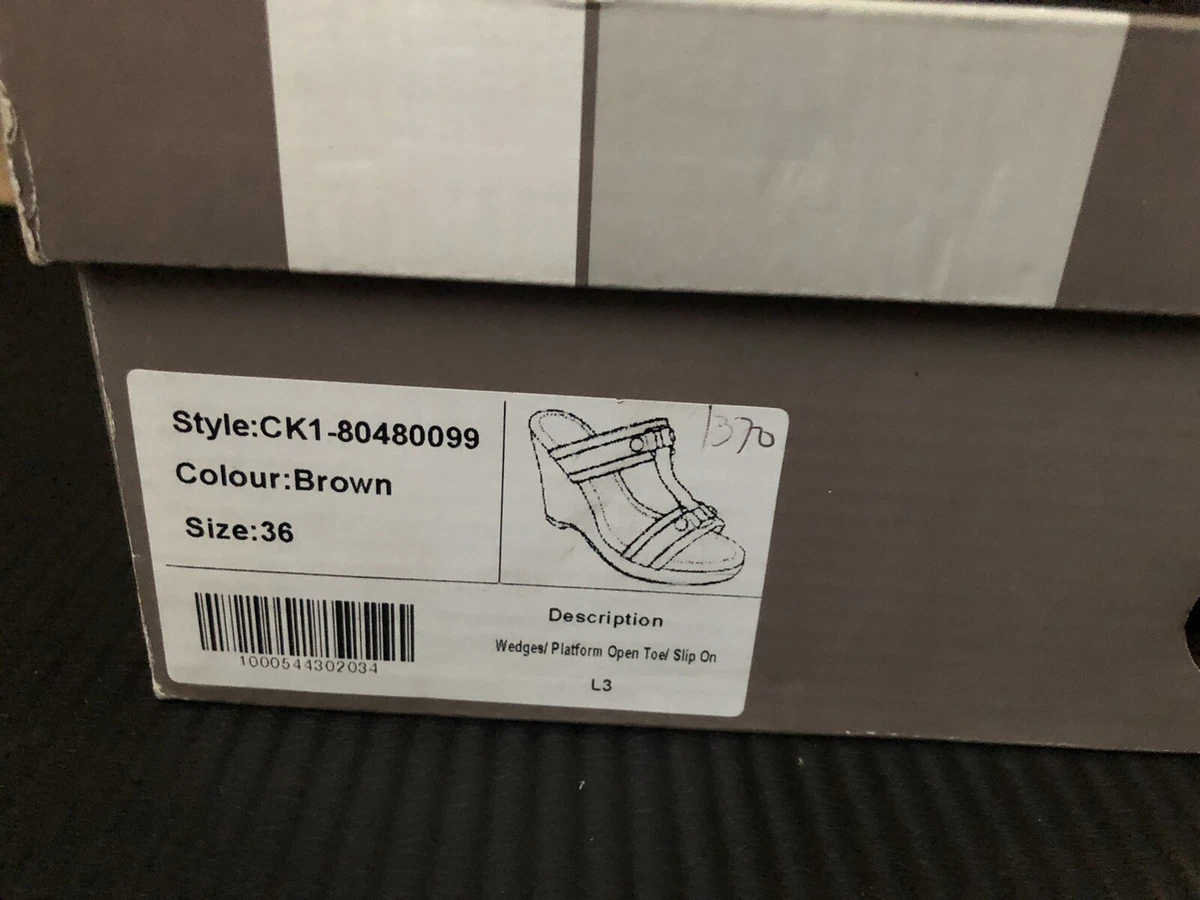 Style:CK1-80480099
Colour:Brown
Size:36
1370
1000544302034
Description
Wedges/ Platform Open Toe/ Slip On
L3